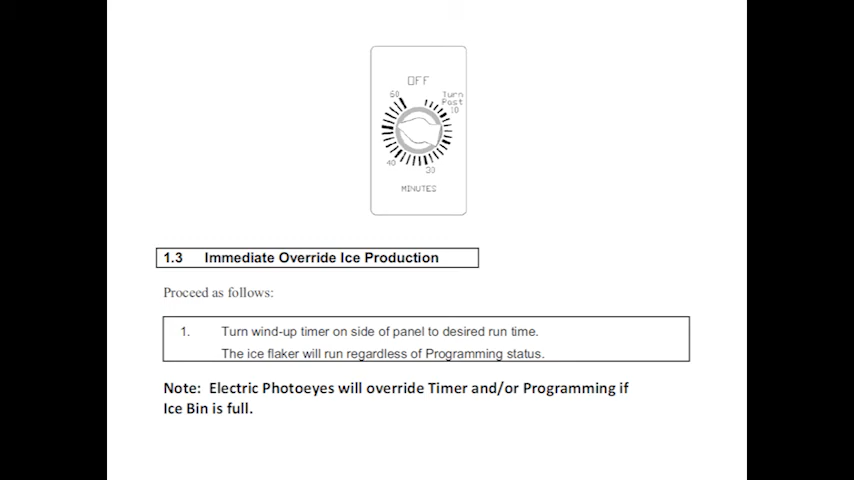 OFF
60
Turn
Past
10
40
30
MINUTES
1.3 Immediate Override Ice Production
Proceed as follows:
1. Turn wind-up timer on side of panel to desired run time.
The ice flaker will run regardless of Programming status.
Note: Electric Photoeyes will override Timer and/or Programming if
Ice Bin is full.